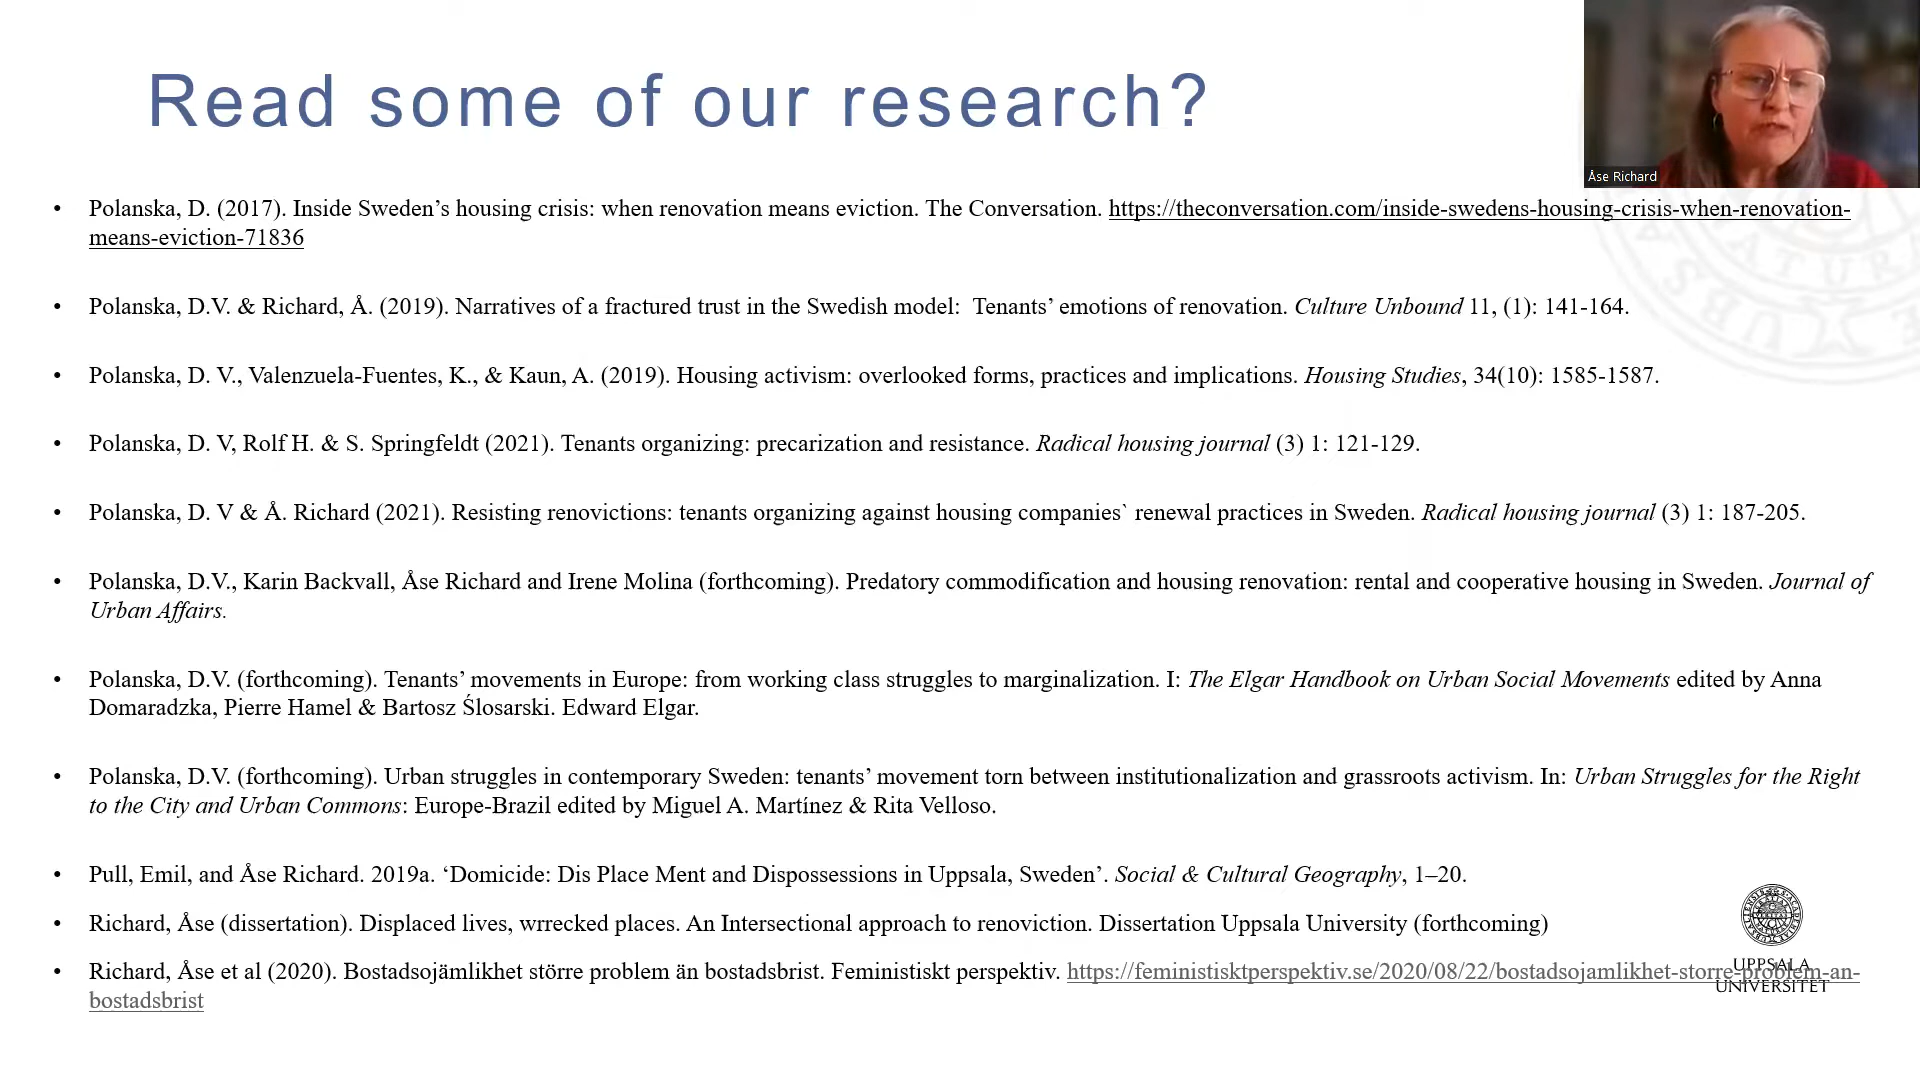 Read some of our research?
Åse Richard
• Polanska, D. (2017). Inside Sweden’s housing crisis: when renovation means eviction. The Conversation. https://theconversation.com/inside-swedens-housing-crisis-when-renovation-
means-eviction-71836
• Polanska, D.V. & Richard, Å. (2019). Narratives of a fractured trust in the Swedish model:  Tenants’ emotions of renovation. Culture Unbound 11, (1): 141-164.
• Polanska, D. V., Valenzuela-Fuentes, K., & Kaun, A. (2019). Housing activism: overlooked forms, practices and implications. Housing Studies, 34(10): 1585-1587.
• Polanska, D. V, Rolf H. & S. Springfeldt (2021). Tenants organizing: precarization and resistance. Radical housing journal (3) 1: 121-129.
• Polanska, D. V & Å. Richard (2021). Resisting renovictions: tenants organizing against housing companies` renewal practices in Sweden. Radical housing journal (3) 1: 187-205.
• Polanska, D.V., Karin Backvall, Åse Richard and Irene Molina (forthcoming). Predatory commodification and housing renovation: rental and cooperative housing in Sweden. Journal of
Urban Affairs.
• Polanska, D.V. (forthcoming). Tenants’ movements in Europe: from working class struggles to marginalization. I: The Elgar Handbook on Urban Social Movements edited by Anna
Domaradzka, Pierre Hamel & Bartosz Ślosarski. Edward Elgar.
• Polanska, D.V. (forthcoming). Urban struggles in contemporary Sweden: tenants’ movement torn between institutionalization and grassroots activism. In: Urban Struggles for the Right
to the City and Urban Commons: Europe-Brazil edited by Miguel A. Martínez & Rita Velloso.
• Pull, Emil, and Åse Richard. 2019a. ‘Domicide: Dis Place Ment and Dispossessions in Uppsala, Sweden’. Social & Cultural Geography, 1–20.
• Richard, Åse (dissertation). Displaced lives, wrrecked places. An Intersectional approach to renoviction. Dissertation Uppsala University (forthcoming)
• Richard, Åse et al (2020). Bostadsojämlikhet större problem än bostadsbrist. Feministiskt perspektiv. https://feministisktperspektiv.se/2020/08/22/bostadsojamlikhet-storre-problem-an-
bostadsbrist
UPPSALA
UNIVERSITET